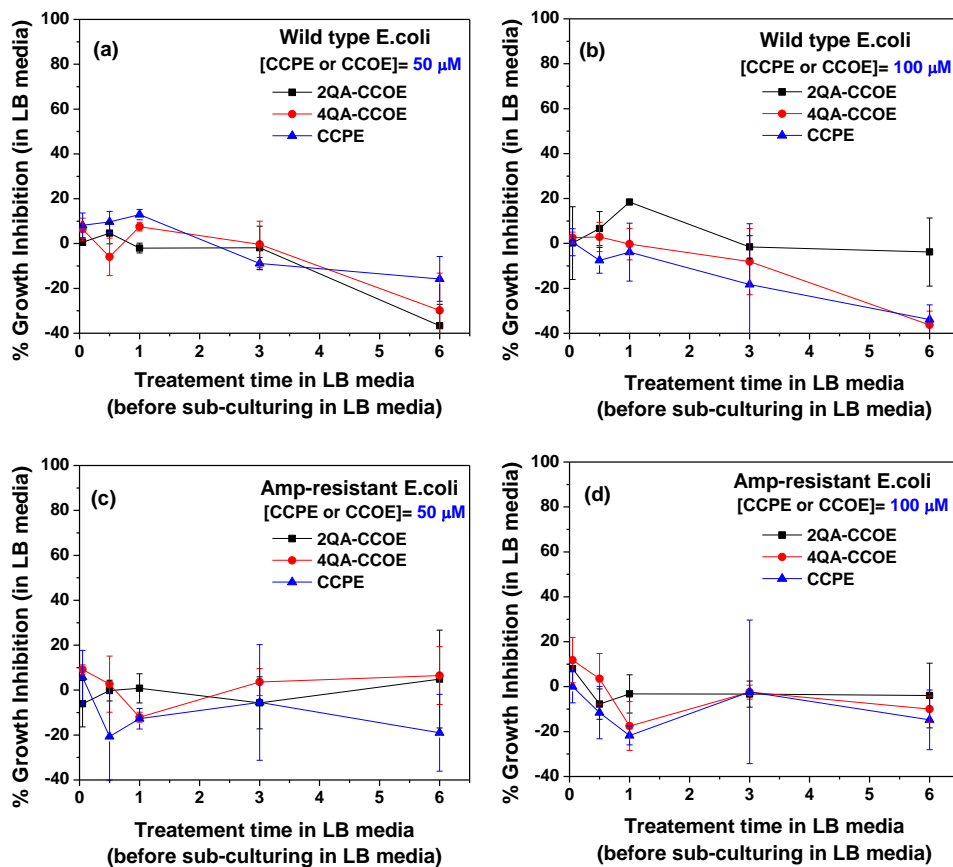 (a)
Wild type E.coli
[CCPE or CCOE]= 50 μM
2QA-CCOE
4QA-CCOE
CCPE
% Growth Inhibition (in LB media)
100
80
60
40
20
0
-20
-40
0 1 2 3 4 5 6
Treatement time in LB media
(before sub-culturing in LB media)
(b)
Wild type E.coli
[CCPE or CCOE]= 100 μM
2QA-CCOE
4QA-CCOE
CCPE
% Growth Inhibition (in LB media)
100
80
60
40
20
0
-20
-40
0 1 2 3 4 5 6
Treatement time in LB media
(before sub-culturing in LB media)
(c)
Amp-resistant E.coli
[CCPE or CCOE]= 50 μM
2QA-CCOE
4QA-CCOE
CCPE
% Growth Inhibition (in LB media)
100
80
60
40
20
0
-20
-40
0 1 2 3 4 5 6
Treatement time in LB media
(before sub-culturing in LB media)
(d)
Amp-resistant E.coli
[CCPE or CCOE]= 100 μM
2QA-CCOE
4QA-CCOE
CCPE
% Growth Inhibition (in LB media)
100
80
60
40
20
0
-20
-40
0 1 2 3 4 5 6
Treatement time in LB media
(before sub-culturing in LB media)